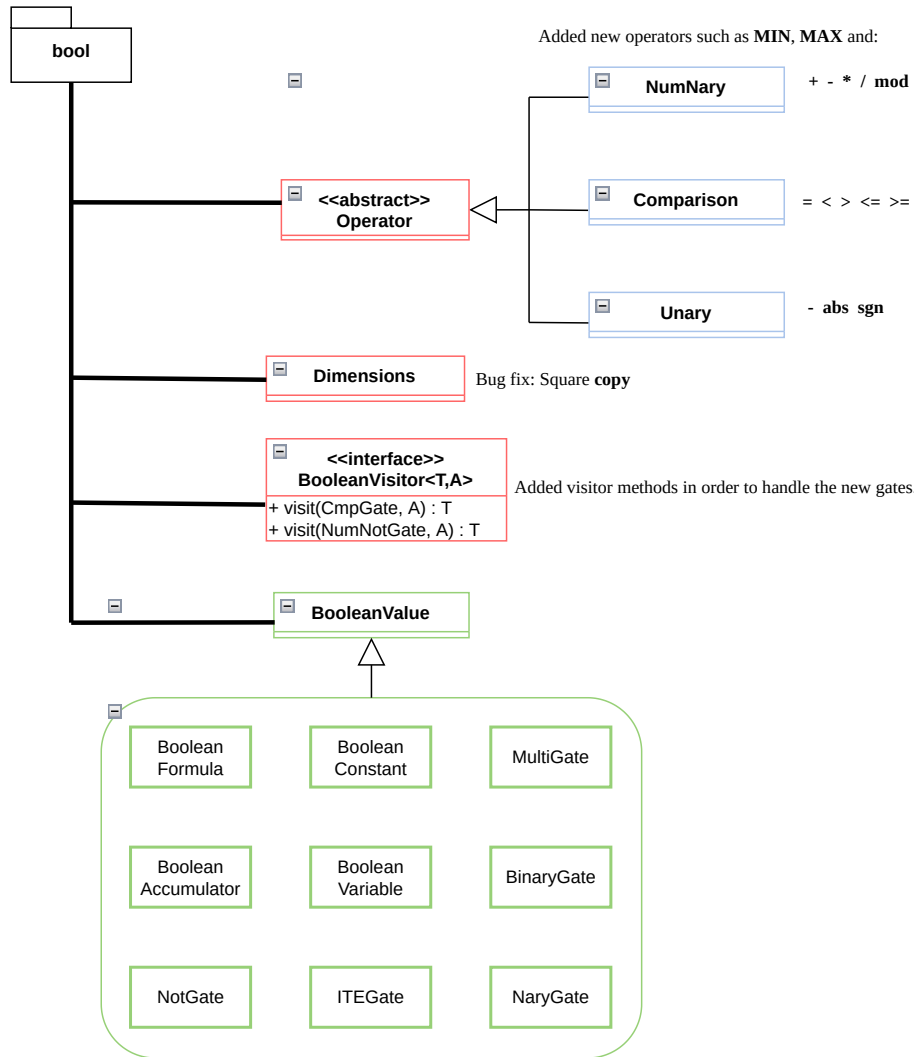 bool
Added new operators such as MIN, MAX and:
NumNary
+ - * / mod
<<abstract>>
Operator
Comparison
= < > <= >=
Unary
- abs sgn
Dimensions
Bug fix: Square copy
<<interface>>
BooleanVisitor<T,A>
+ visit(CmpGate, A) : T
+ visit(NumNotGate, A) : T
Added visitor methods in order to handle the new gates
BooleanValue
Boolean
Formula
Boolean
Constant
MultiGate
Boolean
Accumulator
Boolean
Variable
BinaryGate
NotGate
ITEGate
NaryGate